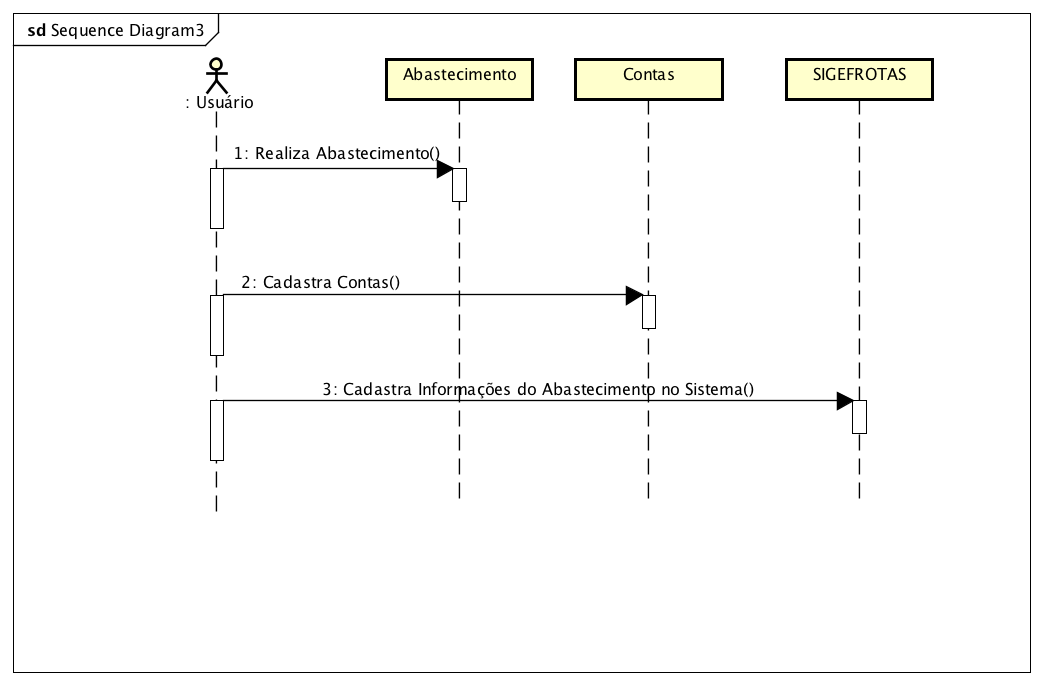 sd Sequence Diagram3
: Usuário
Abastecimento
Contas
SIGEFROTAS
1: Realiza Abastecimento()
2: Cadastra Contas()
3: Cadastra Informações do Abastecimento no Sistema()